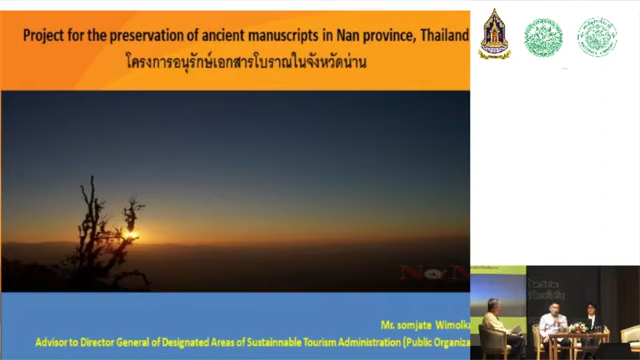 Project for the preservation of ancient manuscripts in Nan province, Thailand
โครงการอนุรักษ์เอกสารโบราณในจังหวัดน่าน
Mr. somjate Wimolka
Advisor to Director General of Designated Areas of Sustainnable Tourism Administration (Public Organiza